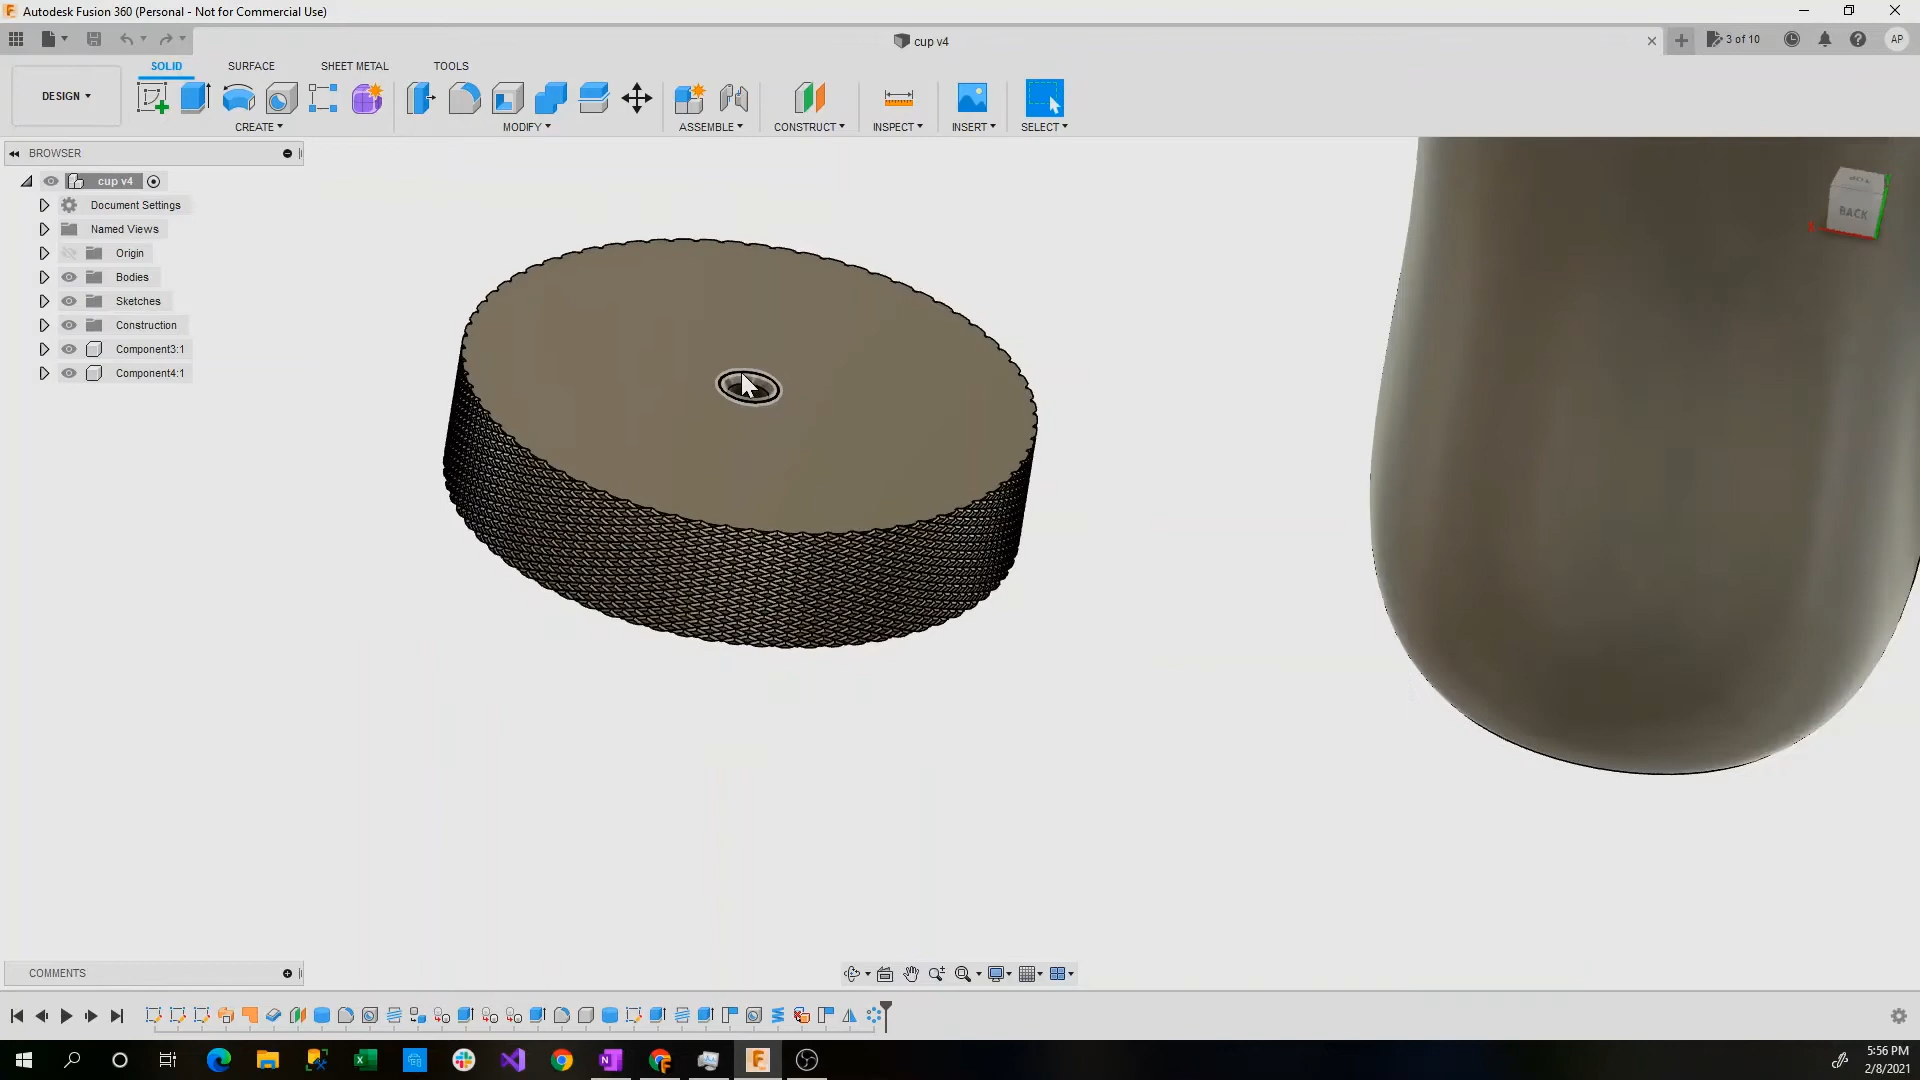 Autodesk Fusion 360 (Personal - Not for Commercial Use)
cup v4
3 of 10
AP
DESIGN
SOLID
SURFACE
SHEET METAL
TOOLS
CREATE
MODIFY
ASSEMBLE
CONSTRUCT
INSPECT
INSERT
SELECT
BROWSER
cup v4
Document Settings
Named Views
Origin
Bodies
Sketches
Construction
Component3:1
Component4:1
TOP
BACK
COMMENTS
5:56 PM
2/8/2021